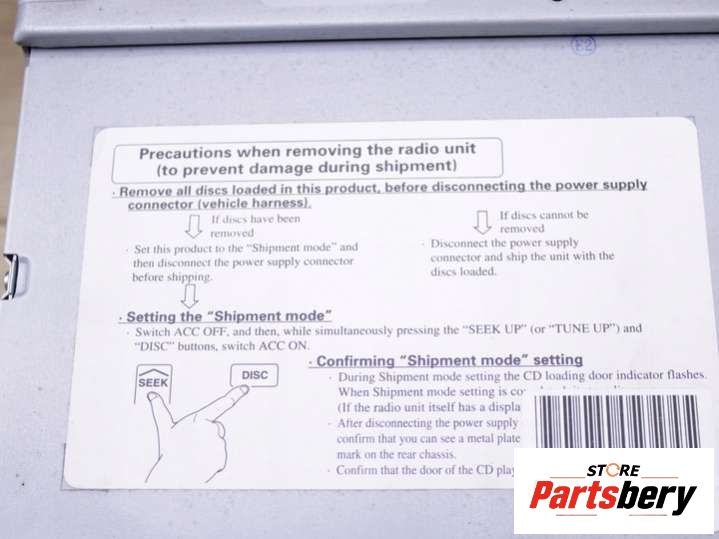 E2
Precautions when removing the radio unit
(to prevent damage during shipment)
· Remove all discs loaded in this product, before disconnecting the power supply
connector (vehicle harness).
If discs have been
removed
If discs cannot be
removed
· Set this product to the "Shipment mode" and
then disconnect the power supply connector
before shipping.
· Disconnect the power supply
connector and ship the unit with the
discs loaded.
· Setting the "Shipment mode"
· Switch ACC OFF, and then, while simultaneously pressing the "SEEK UP" (or "TUNE UP") and
"DISC" buttons, switch ACC ON.
SEEK
DISC
· Confirming "Shipment mode" setting
· During Shipment mode setting the CD loading door indicator flashes.
When Shipment mode setting is
(If the radio unit itself has a
· After disconnecting the power supply
confirm that you can see a metal plate
mark on the rear chassis.
· Confirm that the door of the CD
STORE
Partsbery